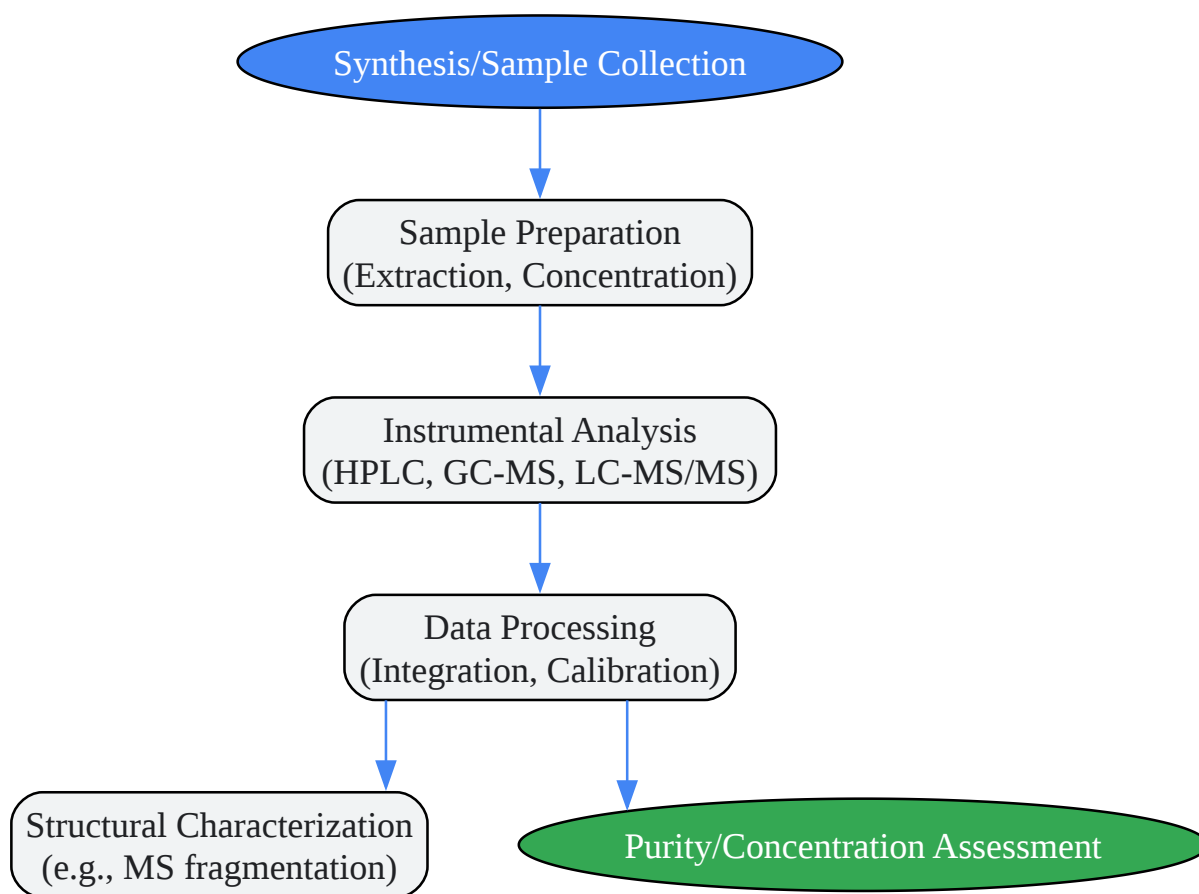 Synthesis/Sample Collection
Sample Preparation
(Extraction, Concentration)
Instrumental Analysis
(HPLC, GC-MS, LC-MS/MS)
Data Processing
(Integration, Calibration)
Structural Characterization
(e.g., MS fragmentation)
Purity/Concentration Assessment